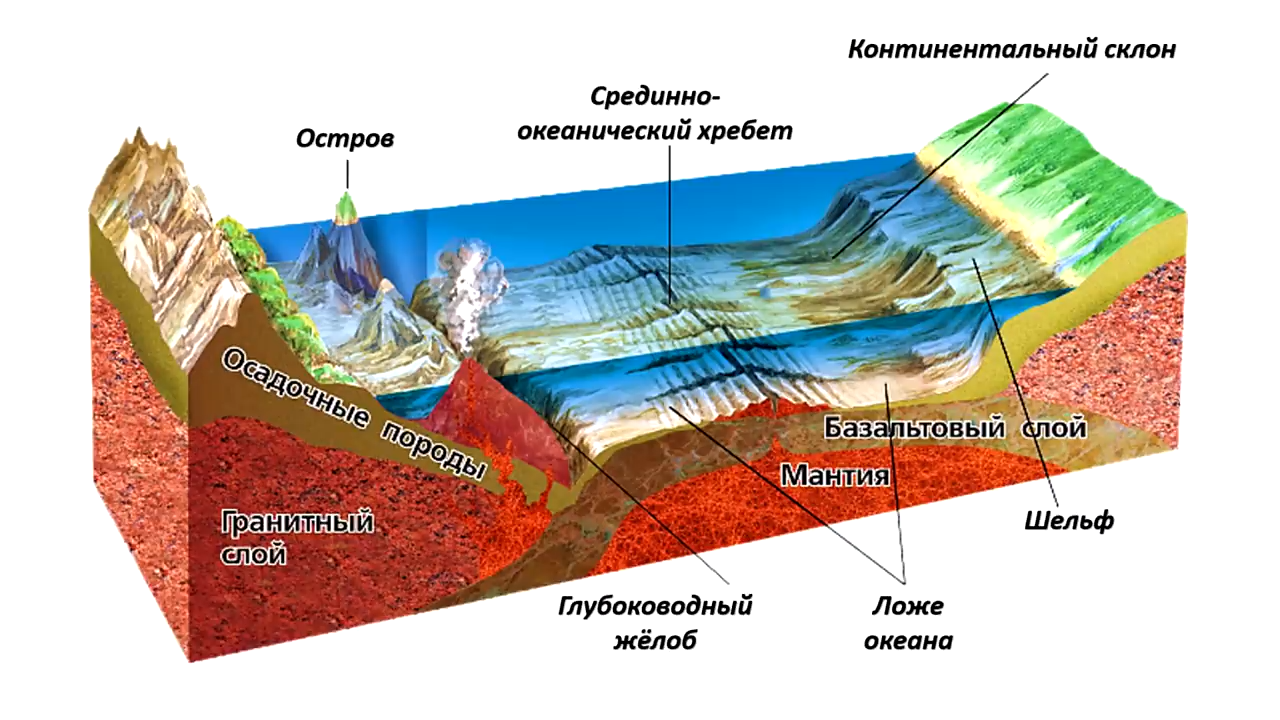 Континентальный склон
Срединно-
океанический хребет
Остров
Осадочные породы
Базальтовый слой
Мантия
Гранитный
слой
Шельф
Глубоководный
жёлоб
Ложе
океана